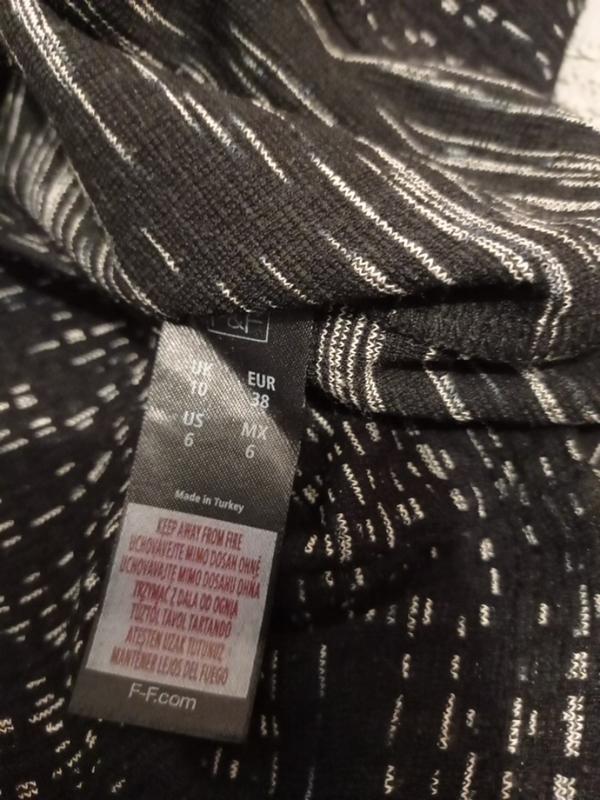 F&F
UK EUR
10 38
US MX
6 6
Made in Turkey
KEEP AWAY FROM FIRE
UCHOVÁVEJTE MIMO DOSAH OHNĚ
UCHOVÁVAJTE MIMO DOSAHU OHŇA
TRZYMAĆ Z DALA OD OGNIA
TŰZTŐL TÁVOL TARTANDÓ
ATEŞTEN UZAK TUTUNUZ
MANTENER LEJOS DEL FUEGO
F-F.com